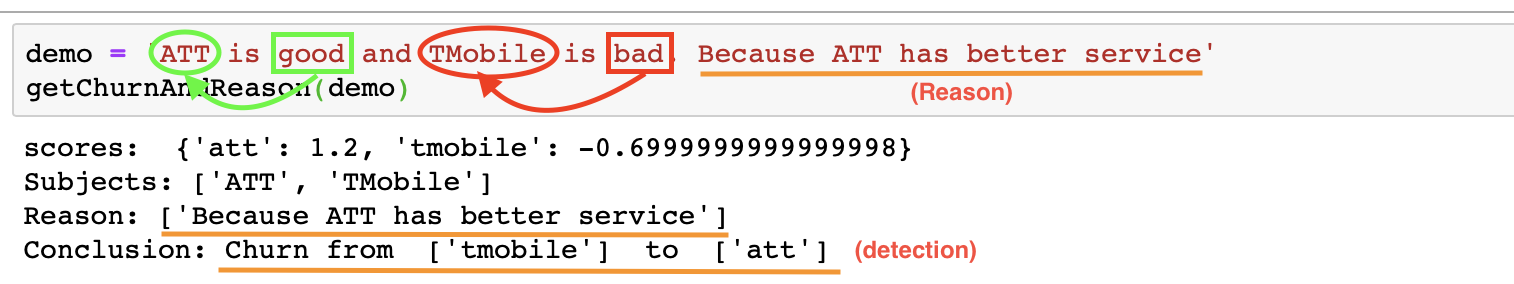 demo = 'ATT is good and TMobile is bad. Because ATT has better service'
getChurnAndReason(demo)
(Reason)
scores:  {'att': 1.2, 'tmobile': -0.6999999999999998}
Subjects: ['ATT', 'TMobile']
Reason: ['Because ATT has better service']
Conclusion: Churn from  ['tmobile']  to  ['att'] (detection)